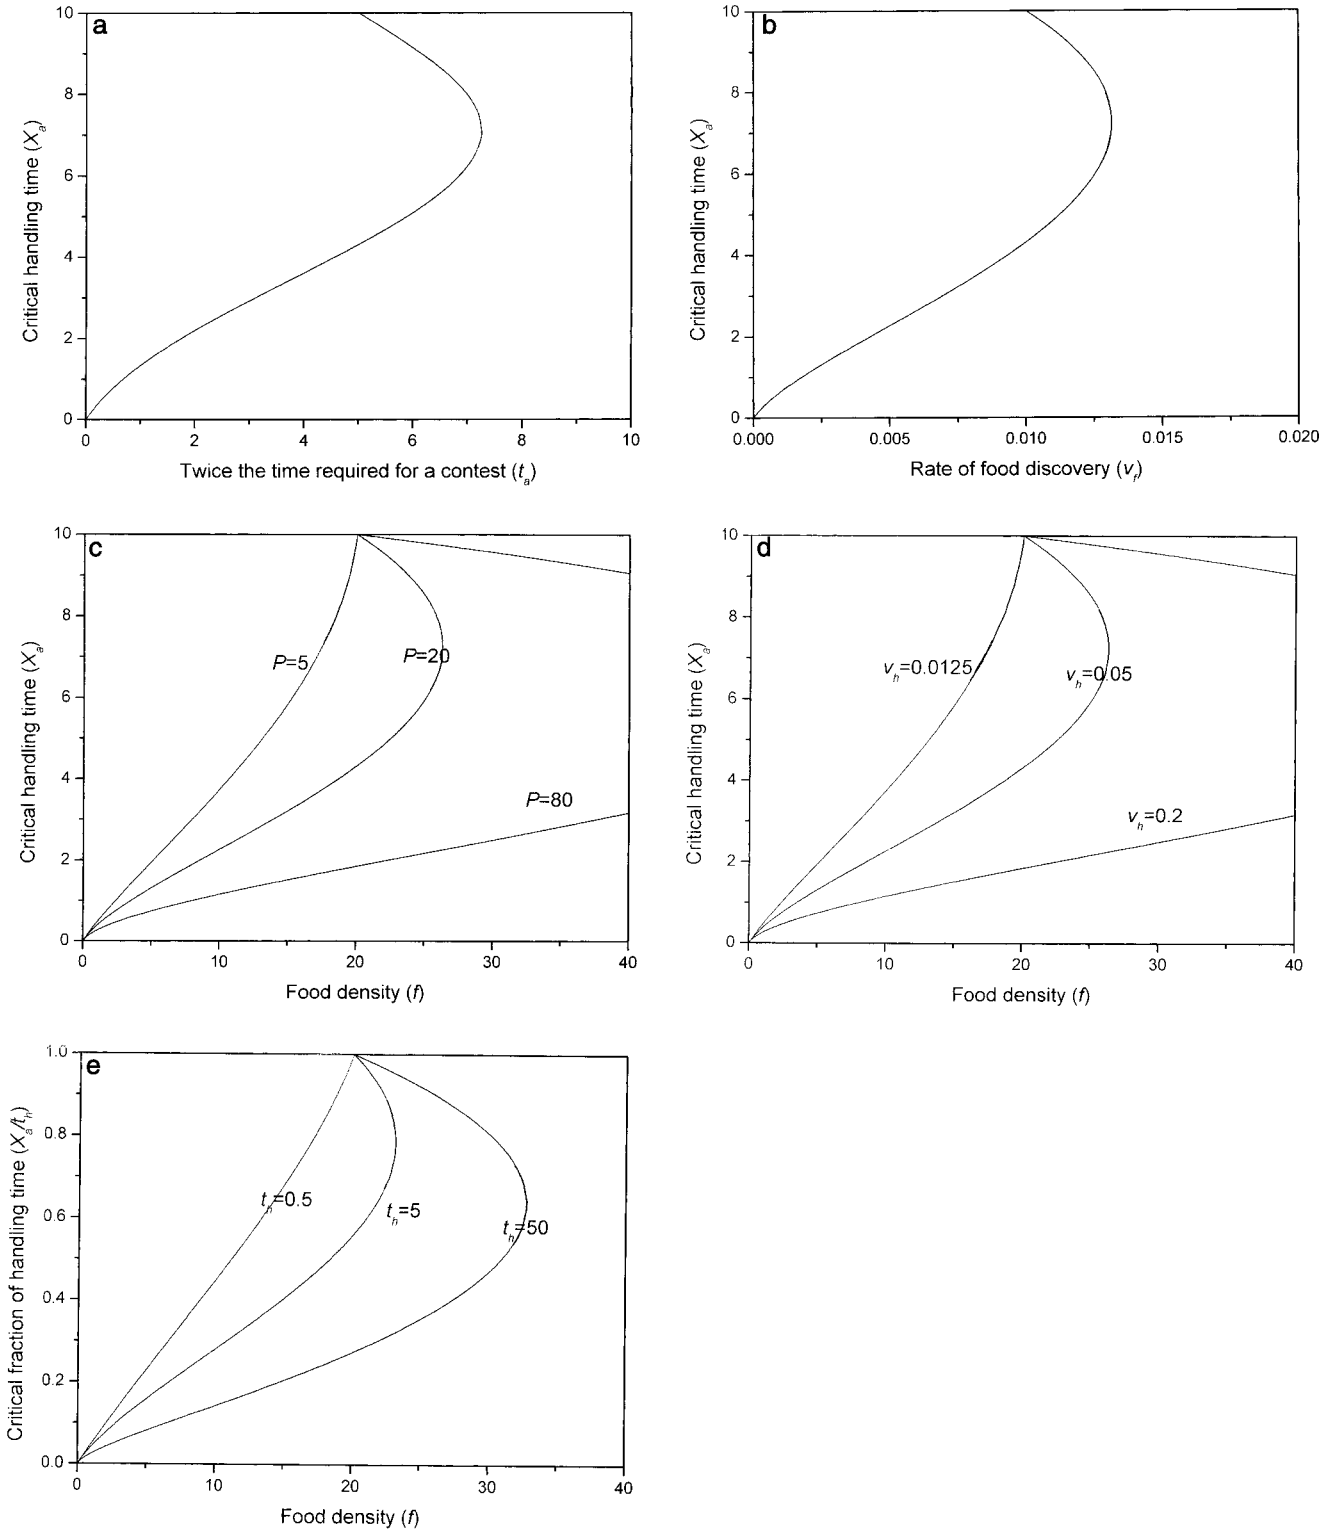 a
10
8
6
4
2
0
Critical handling time (Xₐ)
0 2 4 6 8 10
Twice the time required for a contest (tₐ)
b
10
8
6
4
2
0
Critical handling time (Xₐ)
0.000 0.005 0.010 0.015 0.020
Rate of food discovery (v_f)
c
10
8
6
4
2
0
Critical handling time (Xₐ)
P=5
P=20
P=80
0 10 20 30 40
Food density (f)
d
10
8
6
4
2
0
Critical handling time (Xₐ)
vₕ=0.0125
vₕ=0.05
vₕ=0.2
0 10 20 30 40
Food density (f)
e
1.0
0.8
0.6
0.4
0.2
0.0
Critical fraction of handling time (Xₐ/tₕ)
tₕ=0.5
tₕ=5
tₕ=50
0 10 20 30 40
Food density (f)